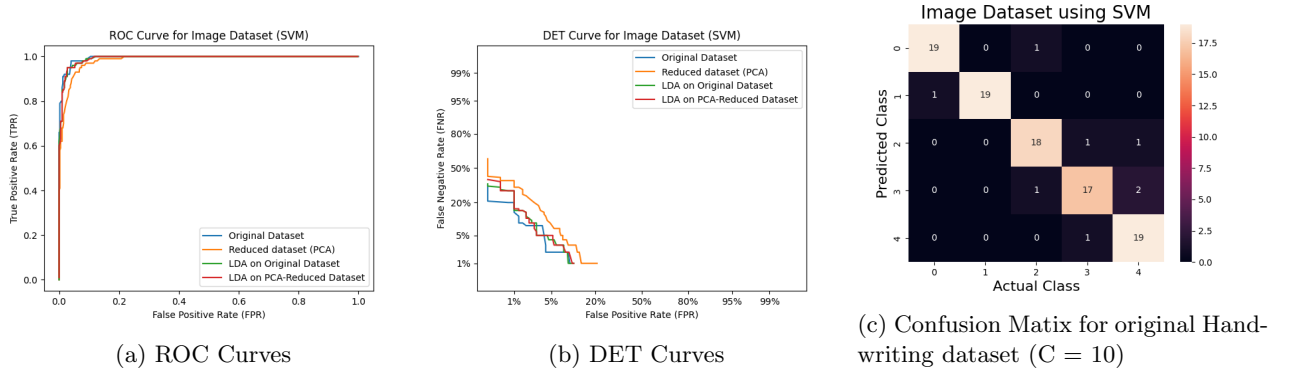 ROC Curve for Image Dataset (SVM)
True Positive Rate (TPR)
1.0
0.8
0.6
0.4
0.2
0.0
Original Dataset
Reduced dataset (PCA)
LDA on Original Dataset
LDA on PCA-Reduced Dataset
0.0 0.2 0.4 0.6 0.8 1.0
False Positive Rate (FPR)
(a) ROC Curves
DET Curve for Image Dataset (SVM)
False Negative Rate (FNR)
99%
95%
80%
50%
20%
5%
1%
Original Dataset
Reduced dataset (PCA)
LDA on Original Dataset
LDA on PCA-Reduced Dataset
1% 5% 20% 50% 80% 95% 99%
False Positive Rate (FPR)
(b) DET Curves
Image Dataset using SVM
Predicted Class
0 19 0 1 0 0
1 1 19 0 0 0
2 0 0 18 1 1
3 0 0 1 17 2
4 0 0 0 1 19
0 1 2 3 4
Actual Class
17.5
15.0
12.5
10.0
7.5
5.0
2.5
0.0
(c) Confusion Matix for original Hand-
writing dataset (C = 10)